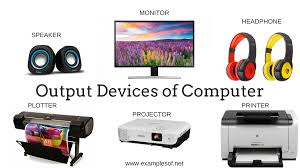 MONITOR
SPEAKER
HEADPHONE
Output Devices of Computer
PLOTTER
PROJECTOR
PRINTER
www.examplesof.net